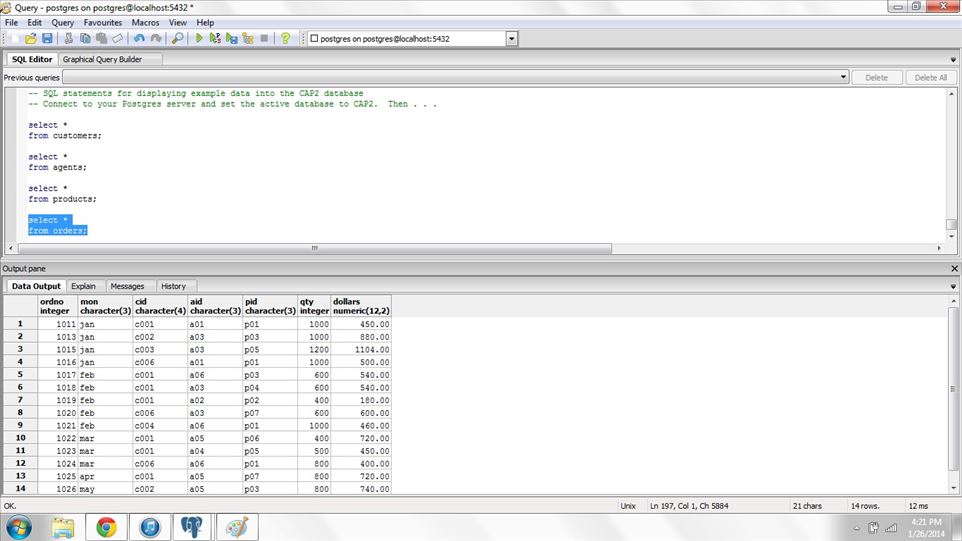 Query - postgres on postgres@localhost:5432 *
File Edit Query Favourites Macros View Help
postgres on postgres@localhost:5432
SQL Editor Graphical Query Builder
Previous queries Delete Delete All
-- SQL statements for displaying example data into the CAP2 database
-- Connect to your Postgres server and set the active database to CAP2. Then . . .
select *
from customers;
select *
from agents;
select *
from products;
select *
from orders;
Output pane
Data Output Explain Messages History
ordno mon cid aid pid qty dollars
integer character(3) character(4) character(3) character(3) integer numeric(12,2)
1 1011 jan c001 a01 p01 1000 450.00
2 1013 jan c002 a03 p03 1000 880.00
3 1015 jan c003 a03 p05 1200 1104.00
4 1016 jan c006 a01 p01 1000 500.00
5 1017 feb c001 a06 p03 600 540.00
6 1018 feb c001 a03 p04 600 540.00
7 1019 feb c001 a02 p02 400 180.00
8 1020 feb c006 a03 p07 600 600.00
9 1021 feb c004 a06 p01 1000 460.00
10 1022 mar c001 a05 p06 400 720.00
11 1023 mar c001 a04 p05 500 450.00
12 1024 mar c006 a06 p01 800 400.00
13 1025 apr c001 a05 p07 800 720.00
14 1026 may c002 a05 p03 800 740.00
OK. Unix Ln 197, Col 1, Ch 5884 21 chars 14 rows. 12 ms
4:21 PM
1/26/2014